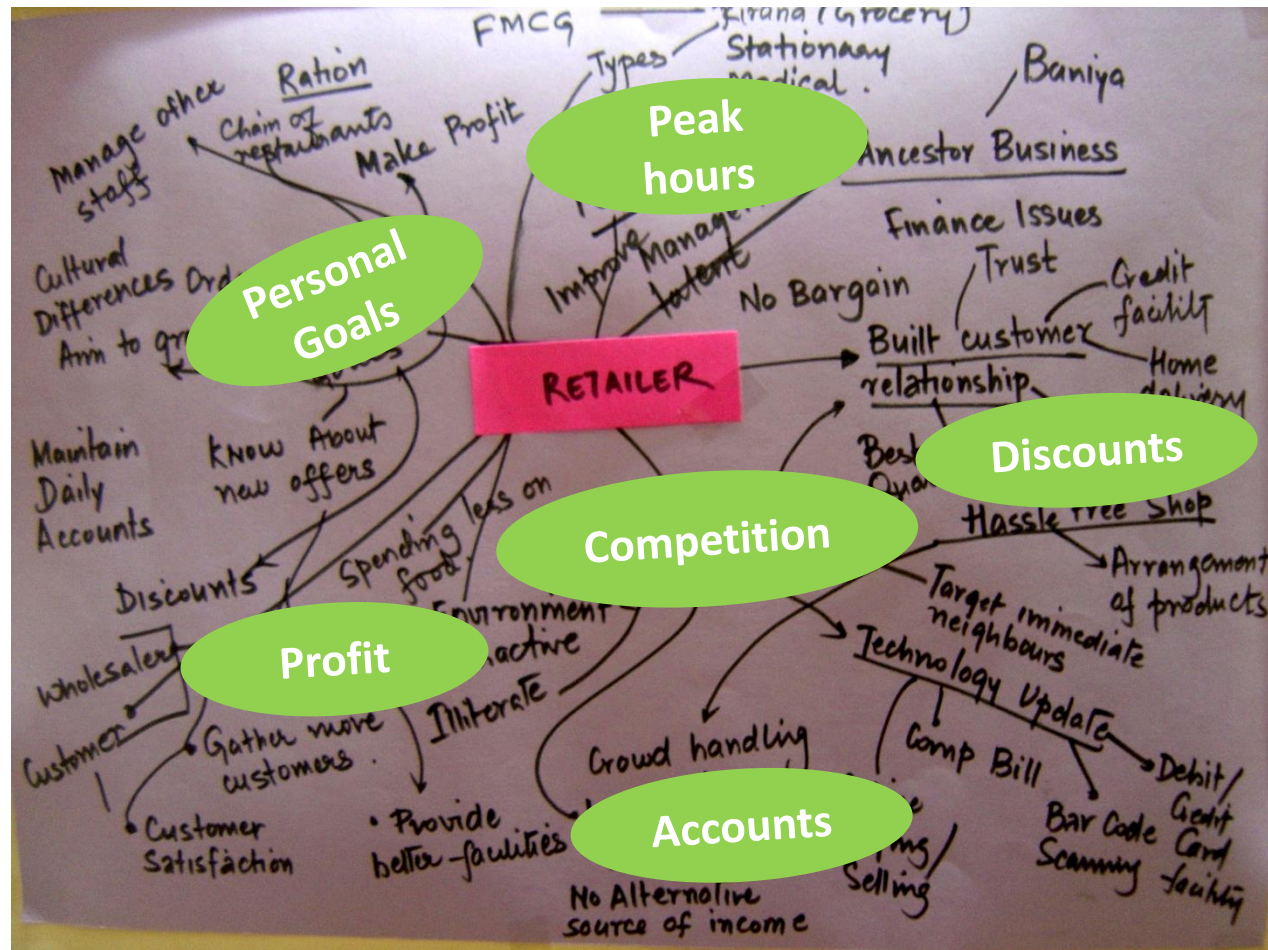 FMCG
Types
Kirana (Grocery)
Stationary
Medical.
Baniya
Ration
Chain of
restaurants
Manage other
staff
Make Profit
Peak
hours
Ancestor Business
Finance Issues
Trust
Credit
facility
No Bargain
Cultural
Differences
Aim to
Personal
Goals
RETAILER
Built customer
relationship
Home
delivery
Discounts
Best
Hassle free shop
Arrangement
of products
Maintain
Daily
Accounts
Know About
new offers
Spending less on
food.
Competition
Discounts
Wholesaler
Customer
Profit
Environment
Illiterate
Target immediate
neighbours
Technology Update
Comp Bill
Bar Code
Scanning
Debit/
Credit
Card
facility
Gather more
customers.
• Customer
Satisfaction
• Provide
better facilities
Crowd handling
Accounts
Selling/
No Alternative
source of income